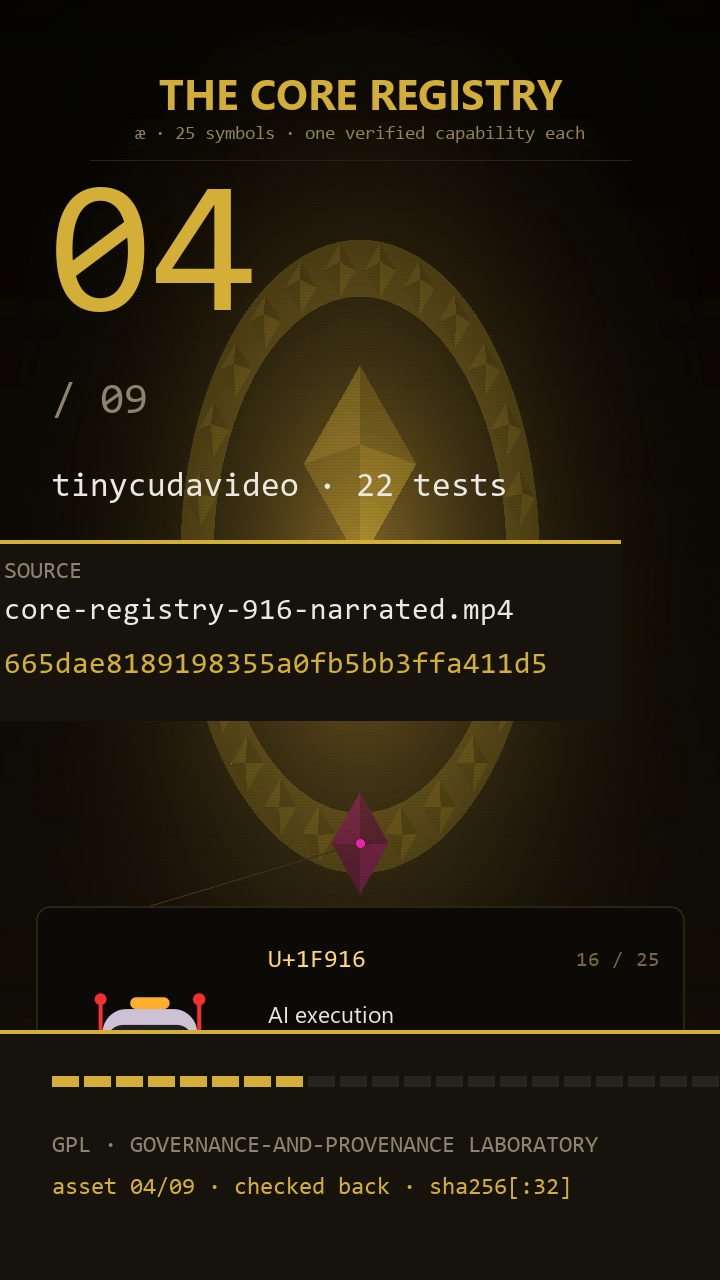 THE CORE REGISTRY
æ · 25 symbols · one verified capability each
04
/ 09
tinycudavideo · 22 tests
SOURCE
core-registry-916-narrated.mp4
665dae8189198355a0fb5bb3ffa411d5
U+1F916
16 / 25
AI execution
GPL · GOVERNANCE-AND-PROVENANCE LABORATORY
asset 04/09 · checked back · sha256[:32]